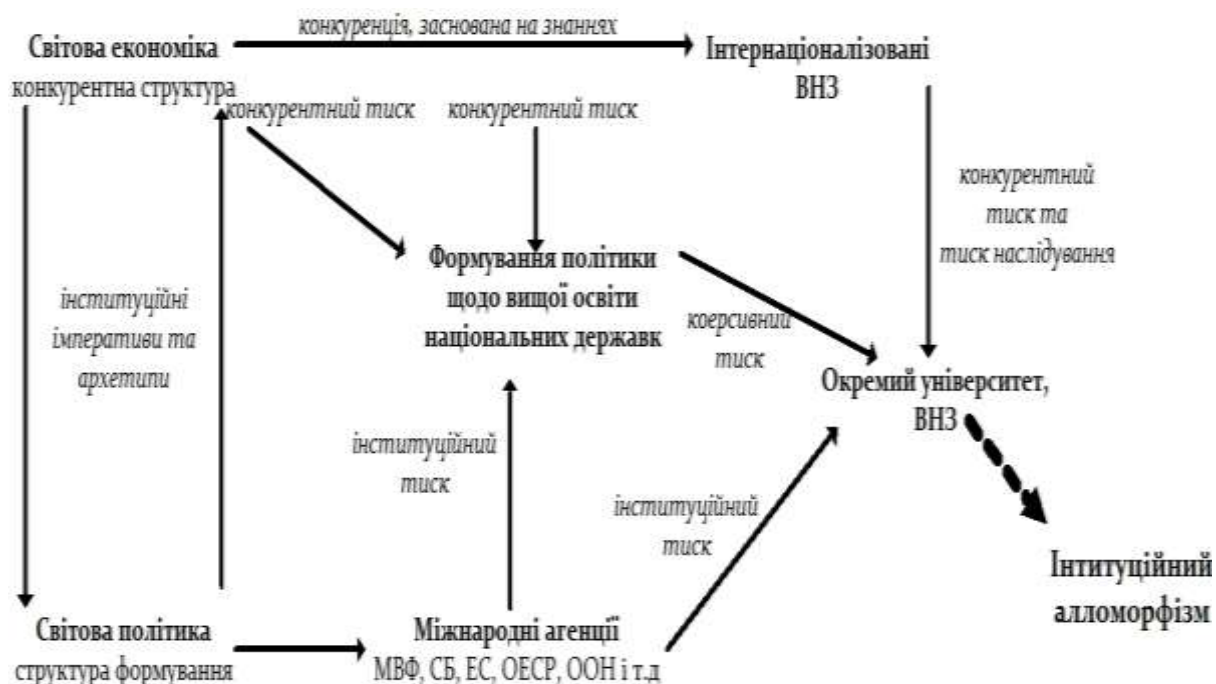 конкуренція, заснована на знаннях
Світова економіка
конкурентна структура
Інтернаціоналізовані
ВНЗ
конкурентний тиск
конкурентний тиск
конкурентний
тиск та
тиск наслідування
Формування політики
щодо вищої освіти
національних державк
інституційні
імперативи та
архетипи
коерсивний
тиск
Окремий університет,
ВНЗ
інституційний
тиск
інституційний
тиск
Інтитуційний
алломорфізм
Світова політика
структура формування
Міжнародні агенції
МВФ, СБ, ЕС, ОЕСР, ООН і т.д